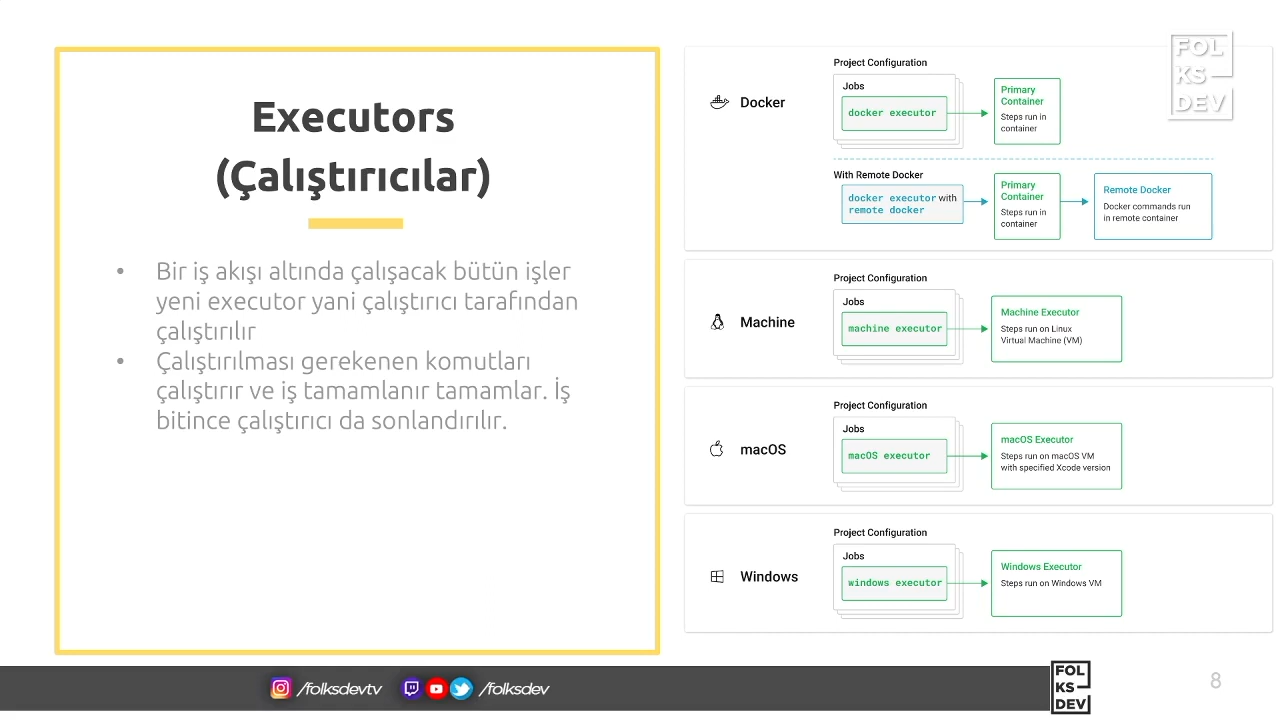 Executors
(Çalıştırıcılar)
• Bir iş akışı altında çalışacak bütün işler
yeni executor yani çalıştırıcı tarafından
çalıştırılır
• Çalıştırılması gerekenen komutları
çalıştırır ve iş tamamlanır tamamlar. İş
bitince çalıştırıcı da sonlandırılır.
Docker
Project Configuration
Jobs
docker executor
Primary
Container
Steps run in
container
With Remote Docker
docker executor with
remote docker
Primary
Container
Steps run in
container
Remote Docker
Docker commands run
in remote container
Machine
Project Configuration
Jobs
machine executor
Machine Executor
Steps run on Linux
Virtual Machine (VM)
macOS
Project Configuration
Jobs
macOS executor
macOS Executor
Steps run on macOS VM
with specified Xcode version
Windows
Project Configuration
Jobs
windows executor
Windows Executor
Steps run on Windows VM
FOL
KS
DEV
/folksdevtv
/folksdev
FOL
KS
DEV
8